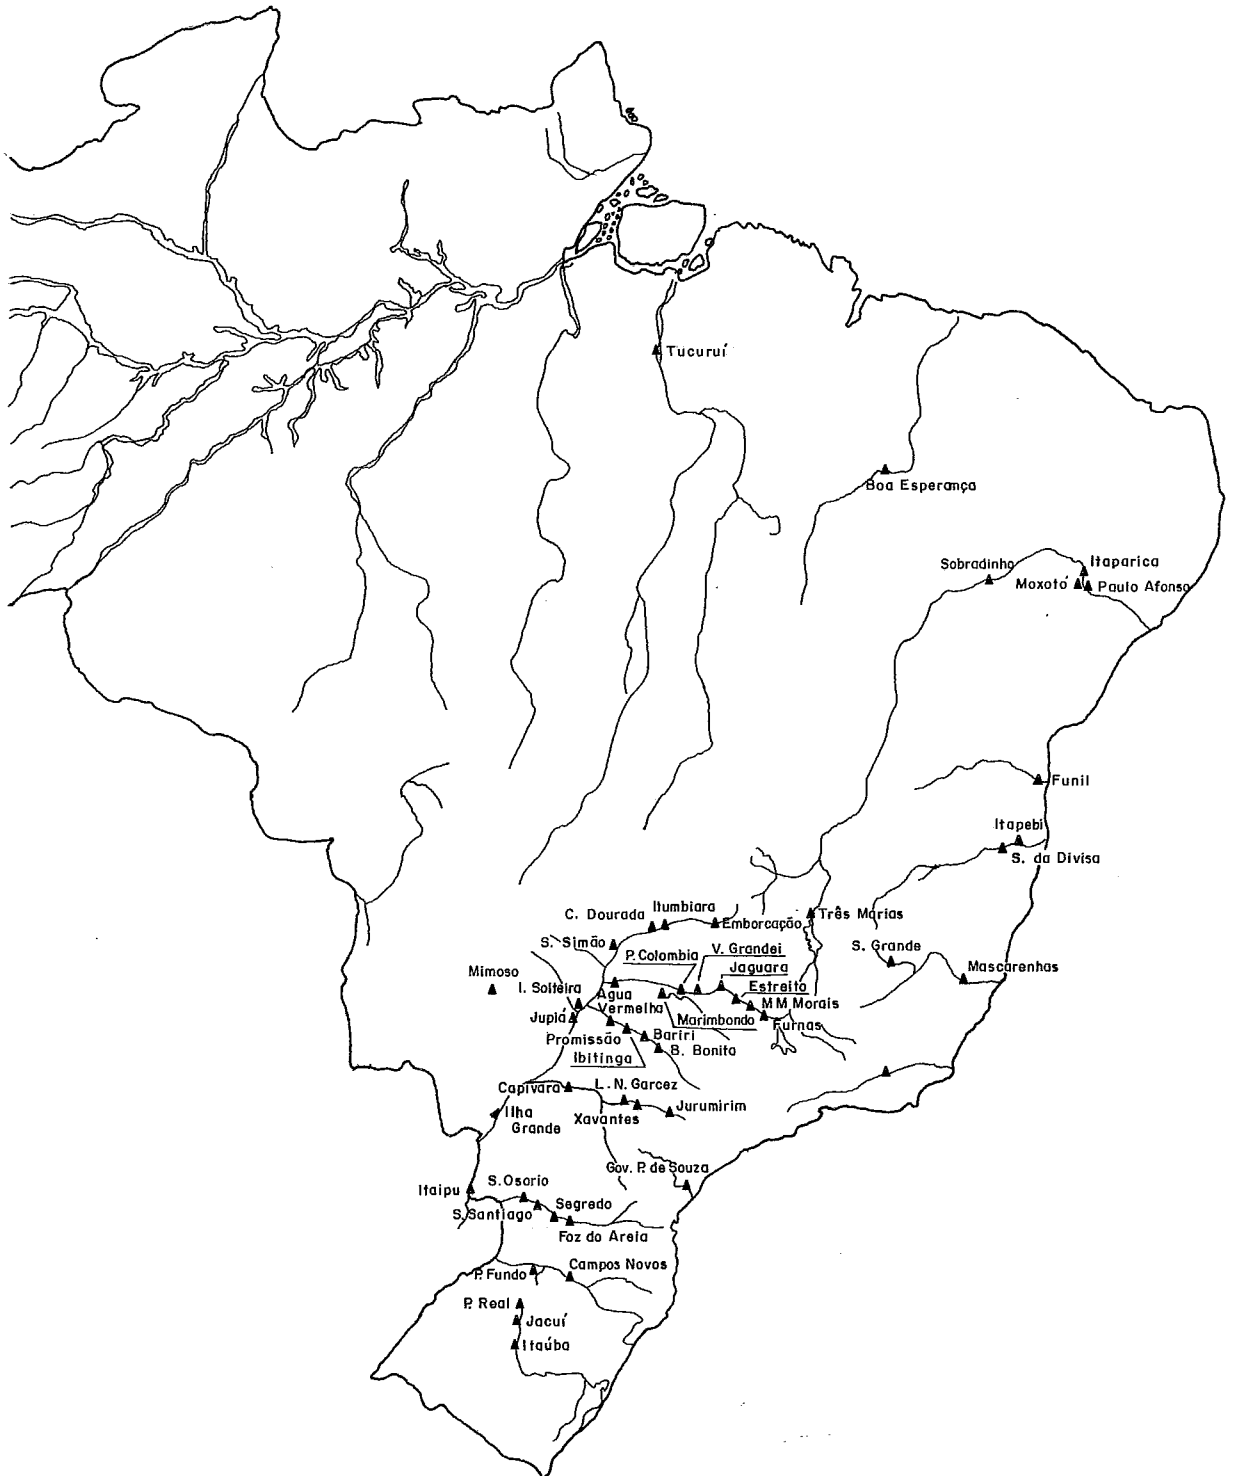 Tucuruí
Boa Esperança
Sobradinho
Itaparica
Moxotó
Paulo Afonso
Funil
Itapebi
S. da Divisa
Itumbiara
C. Dourada
Emborcação
Três Marias
S. Simão
P. Colombia
V. Grandei
S. Grande
Jaguara
Mascarenhas
Mimoso
I. Solteira
Estreito
Agua
Vermelha
MM Morais
Jupiá
Marimbondo
Furnas
Promissão
Bariri
Ibitinga
B. Bonita
Capivara
L. N. Garcez
Jurumirim
Ilha
Grande
Xavantes
Gov. P. de Souza
Itaipu
S. Osorio
Segredo
S. Santiago
Foz do Areia
Campos Novos
P. Fundo
P. Real
Jacuí
Itaúba